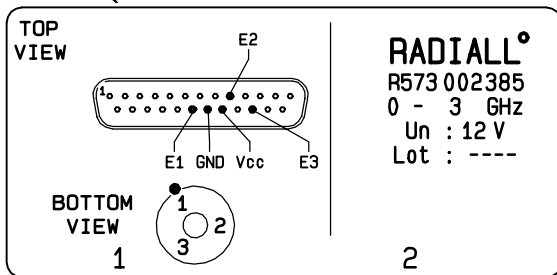 TOP
VIEW
E2
1
E1 GND Vcc E3
BOTTOM
VIEW
1
2
3
1
RADIALL°
R573 002385
0 - 3 GHz
Un : 12 V
Lot : ----
2